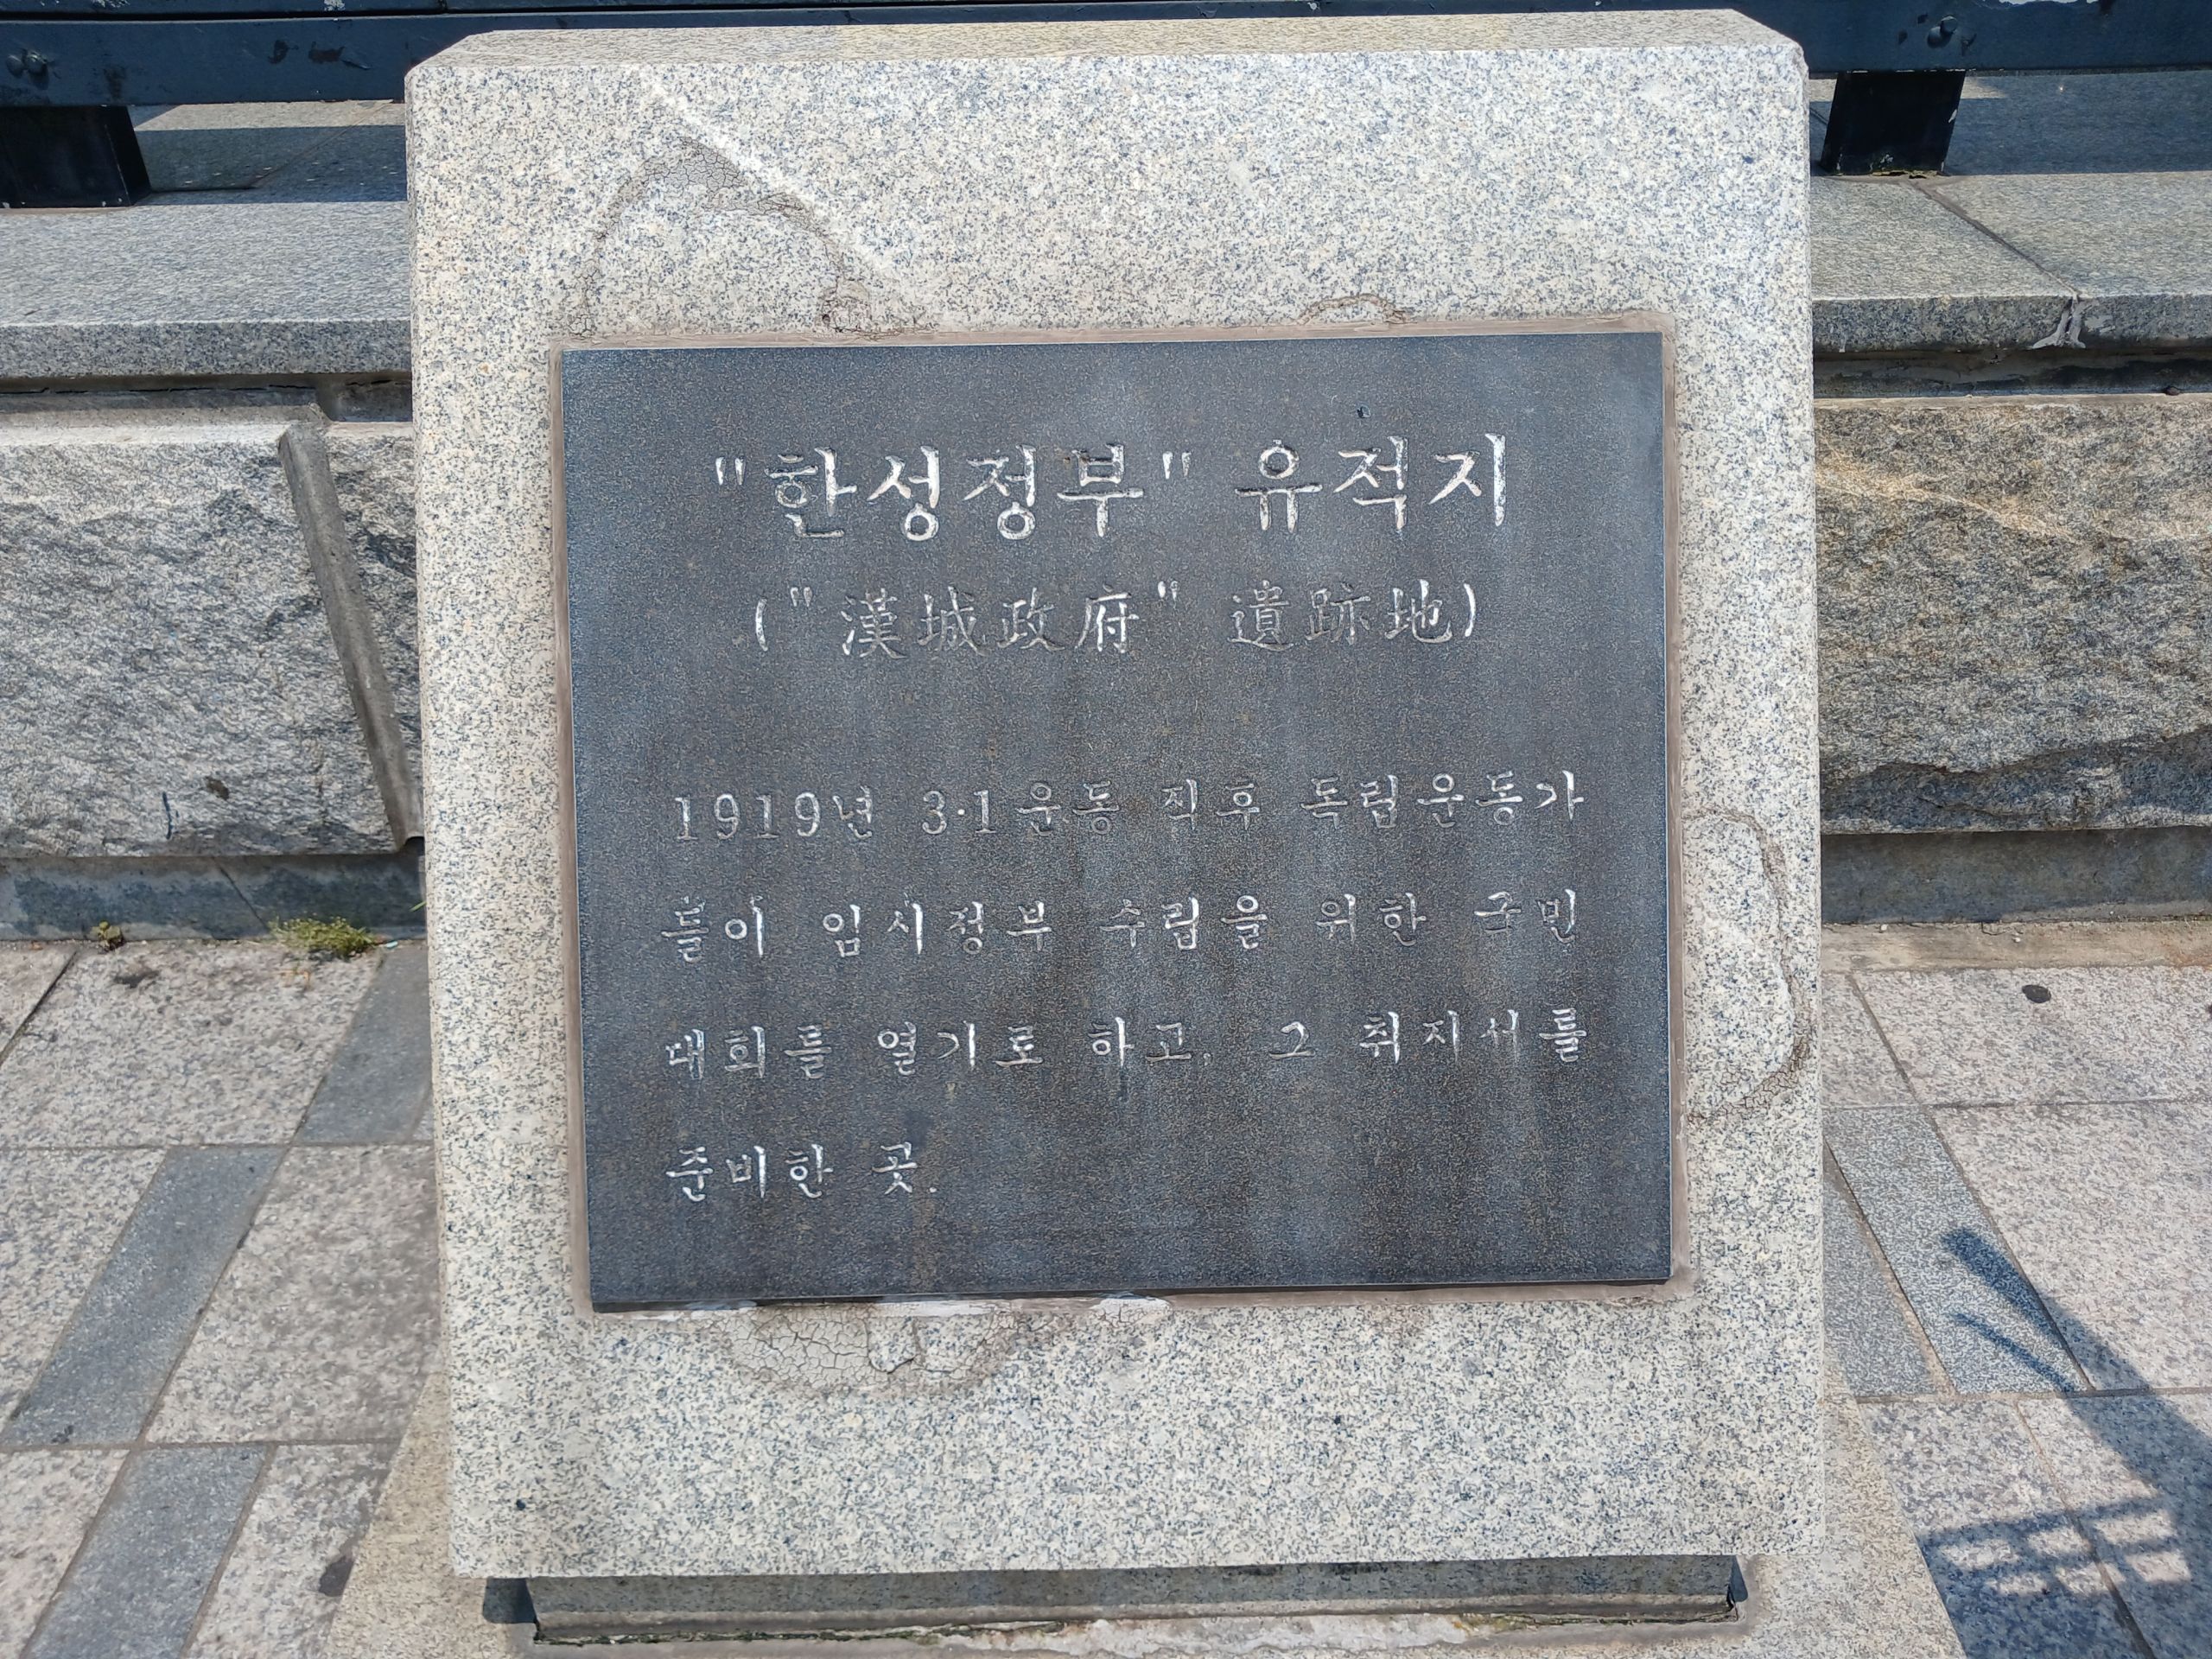 "한성정부" 유적지
("漢城政府" 遺跡地)
1919년 3·1운동 직후 독립운동가
들이 임시정부 수립을 위한 국민
대회를 열기로 하고, 그 취지서를
준비한 곳.